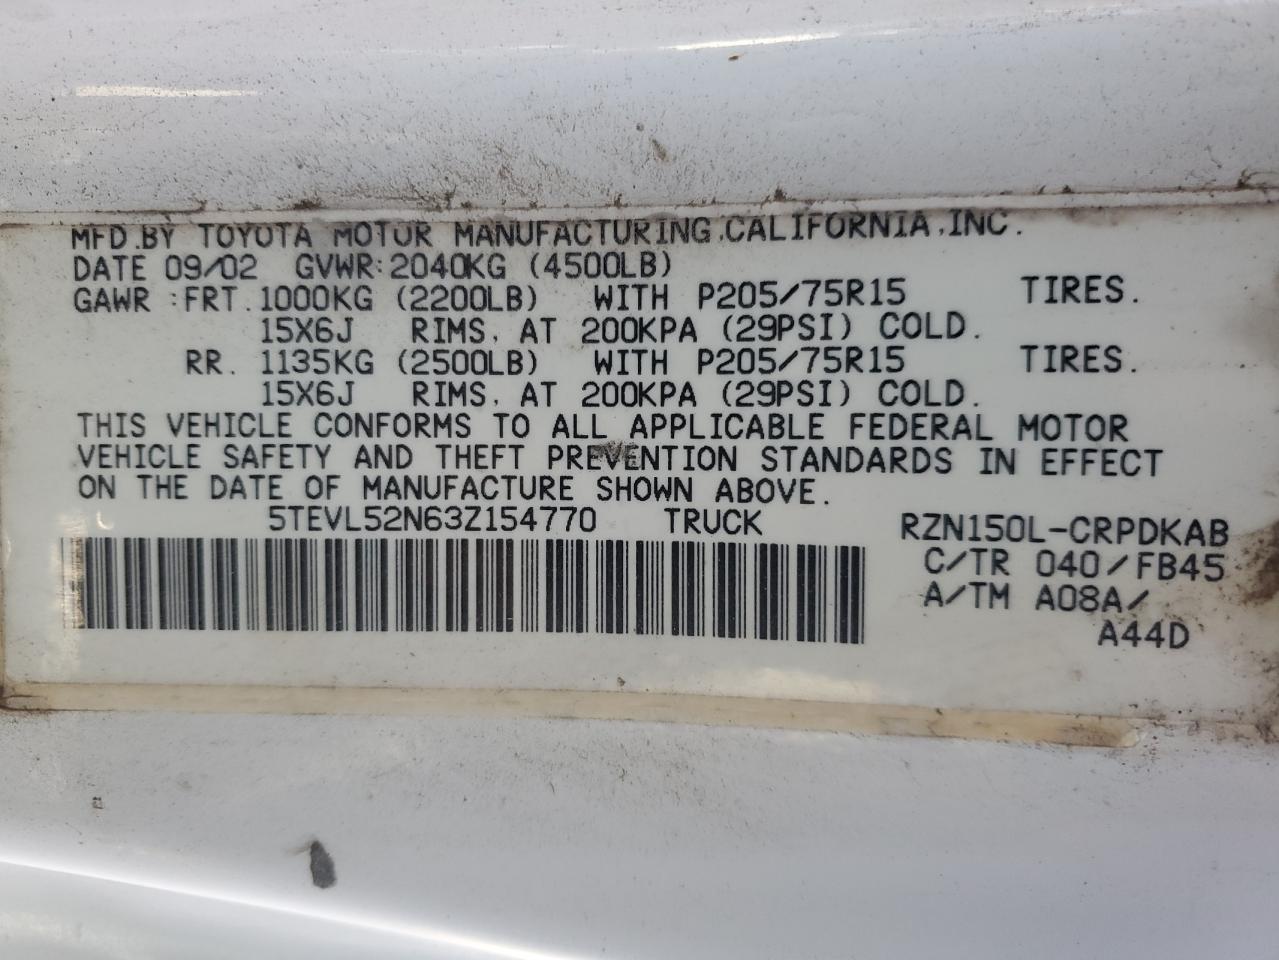 MFD.BY TOYOTA MOTOR MANUFACTURING,CALIFORNIA,INC.
DATE 09/02 GVWR:2040KG (4500LB)
GAWR :FRT.1000KG (2200LB) WITH P205/75R15 TIRES.
15X6J RIMS, AT 200KPA (29PSI) COLD.
RR. 1135KG (2500LB) WITH P205/75R15 TIRES.
15X6J RIMS, AT 200KPA (29PSI) COLD.
THIS VEHICLE CONFORMS TO ALL APPLICABLE FEDERAL MOTOR
VEHICLE SAFETY AND THEFT PREVENTION STANDARDS IN EFFECT
ON THE DATE OF MANUFACTURE SHOWN ABOVE.
5TEVL52N63Z154770 TRUCK RZN150L-CRPDKAB
C/TR 040/FB45
A/TM A08A/
A44D